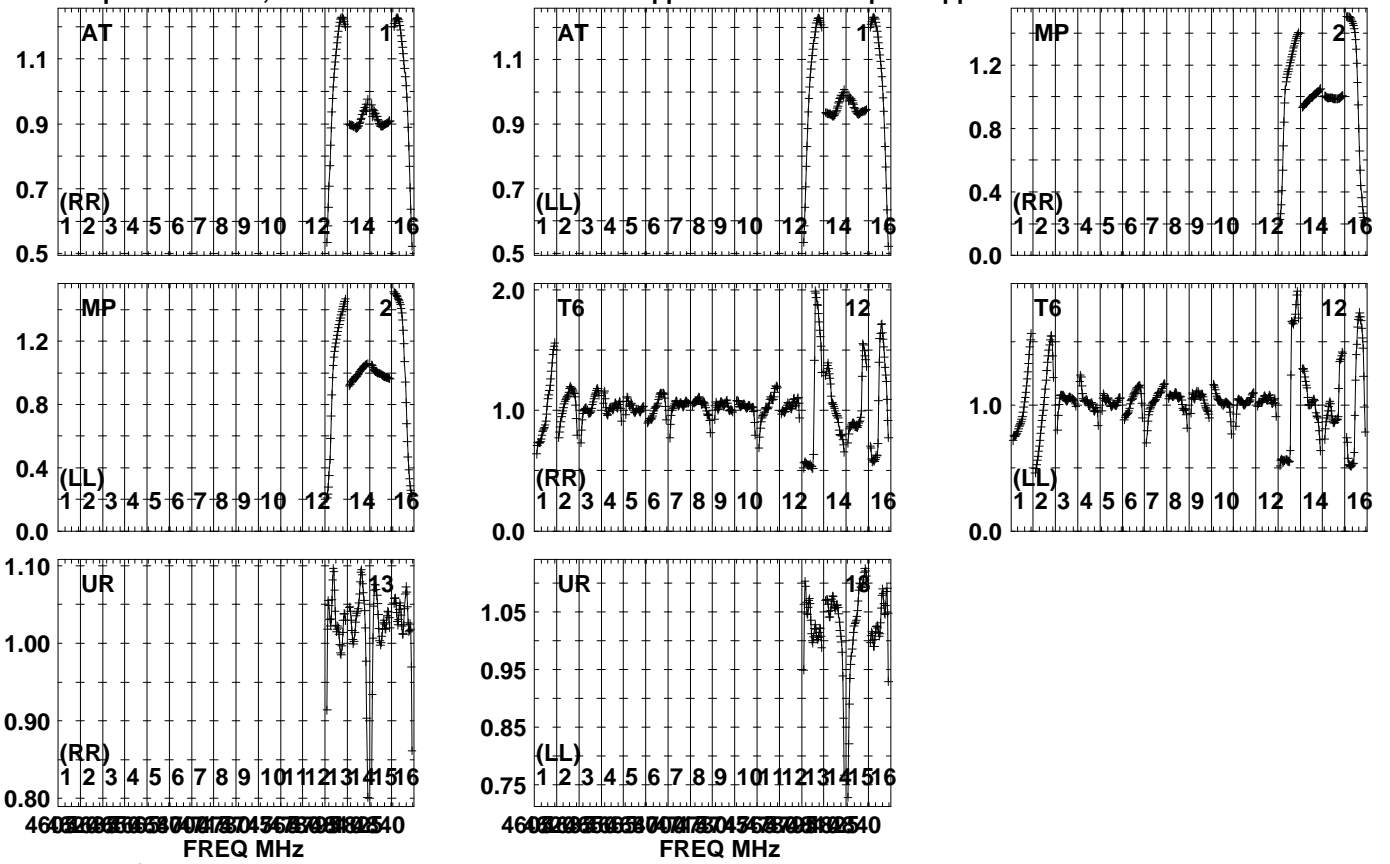 AT 1
1.1
0.9
0.7
0.5
(RR)
1 2 3 4 5 6 7 8 9 10 12 14 16
AT 1
1.1
0.9
0.7
0.5
(LL)
1 2 3 4 5 6 7 8 9 10 12 14 16
MP 2
1.2
0.8
0.4
0.0
(RR)
1 2 3 4 5 6 7 8 9 10 12 14 16
MP 2
1.2
0.8
0.4
0.0
(LL)
1 2 3 4 5 6 7 8 9 10 12 14 16
T6 12
2.0
1.0
0.0
(RR)
1 2 3 4 5 6 7 8 9 10 12 14 16
T6 12
1.0
0.0
(LL)
1 2 3 4 5 6 7 8 9 10 12 14 16
UR 13
1.10
1.00
0.90
0.80
(RR)
1 2 3 4 5 6 7 8 9 10 11 12 13 14 15 16
FREQ MHz
UR
1.05
0.95
0.85
0.75
(LL)
1 2 3 4 5 6 7 8 9 10 11 12 13 14 15 16
FREQ MHz